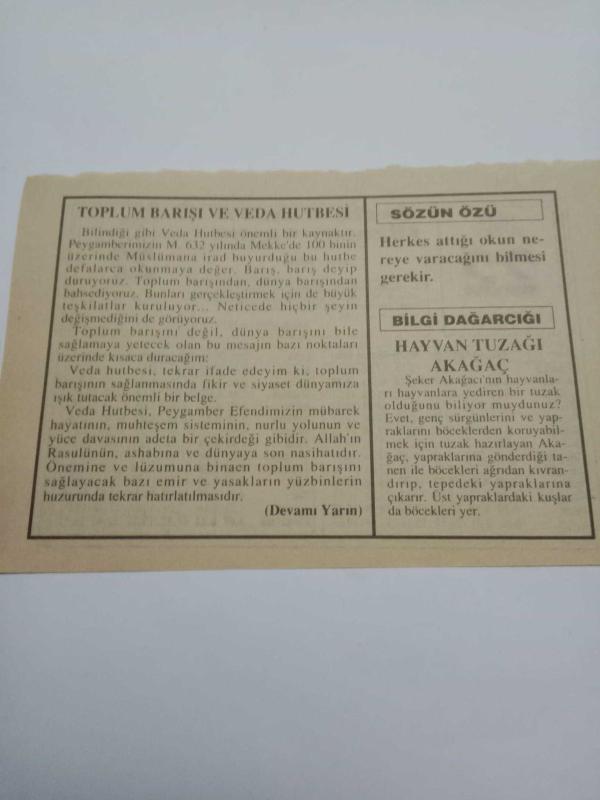 TOPLUM BARIŞI VE VEDA HUTBESİ
Bilindiği gibi Veda Hutbesi önemli bir kaynaktır.
Peygamberimizin M. 632 yılında Mekke'de 100 binin
üzerinde Müslümana irad buyurduğu bu hutbe
defalarca okunmaya değer. Barış, barış deyip
duruyoruz. Toplum barışından, dünya barışından
bahsediyoruz. Bunları gerçekleştirmek için de büyük
teşkilatlar kuruluyor... Neticede hiçbir şeyin
değişmediğini de görüyoruz.
Toplum barışını değil, dünya barışını bile
sağlamaya yetecek olan bu mesajın bazı noktaları
üzerinde kısaca duracağım:
Veda hutbesi, tekrar ifade edeyim ki, toplum
barışının sağlanmasında fikir ve siyaset dünyamıza
ışık tutacak önemli bir belge.
Veda Hutbesi, Peygamber Efendimizin mübarek
hayatının, muhteşem sisteminin, nurlu yolunun ve
yüce davasının adeta bir çekirdeği gibidir. Allah'ın
Rasulünün, ashabına ve dünyaya son nasihatıdır.
Önemine ve lüzumuna binaen toplum barışını
sağlayacak bazı emir ve yasakların yüzbinlerin
huzurunda tekrar hatırlatılmasıdır.
(Devamı Yarın)
SÖZÜN ÖZÜ
Herkes attığı okun ne-
reye varacağını bilmesi
gerekir.
BİLGİ DAĞARCIĞI
HAYVAN TUZAĞI
AKAĞAÇ
Şeker Akağacı'nın hayvanla-
rı hayvanlara yediren bir tuzak
olduğunu biliyor muydunuz?
Evet, genç sürgünlerini ve yap-
raklarını böceklerden koruyabil-
mek için tuzak hazırlayan Aka-
ğaç, yapraklarına gönderdiği ta-
nen ile böcekleri ağrıdan kıvran-
dırıp, tepedeki yapraklarına
çıkarır. Üst yapraklardaki kuşlar
da böcekleri yer.